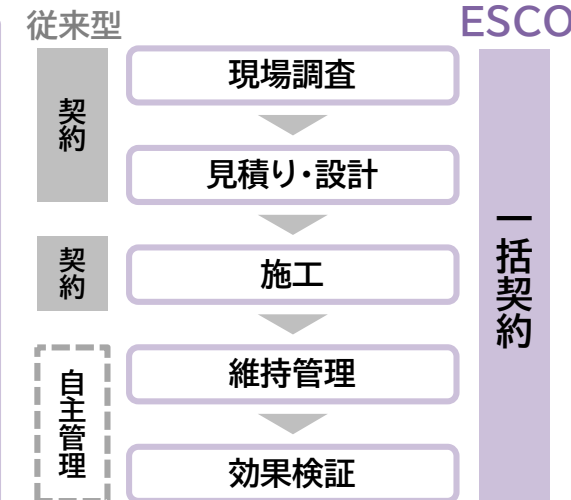 従来型
ESCO
契約
現場調査
見積り・設計
契約
施工
自主管理
維持管理
効果検証
一括契約